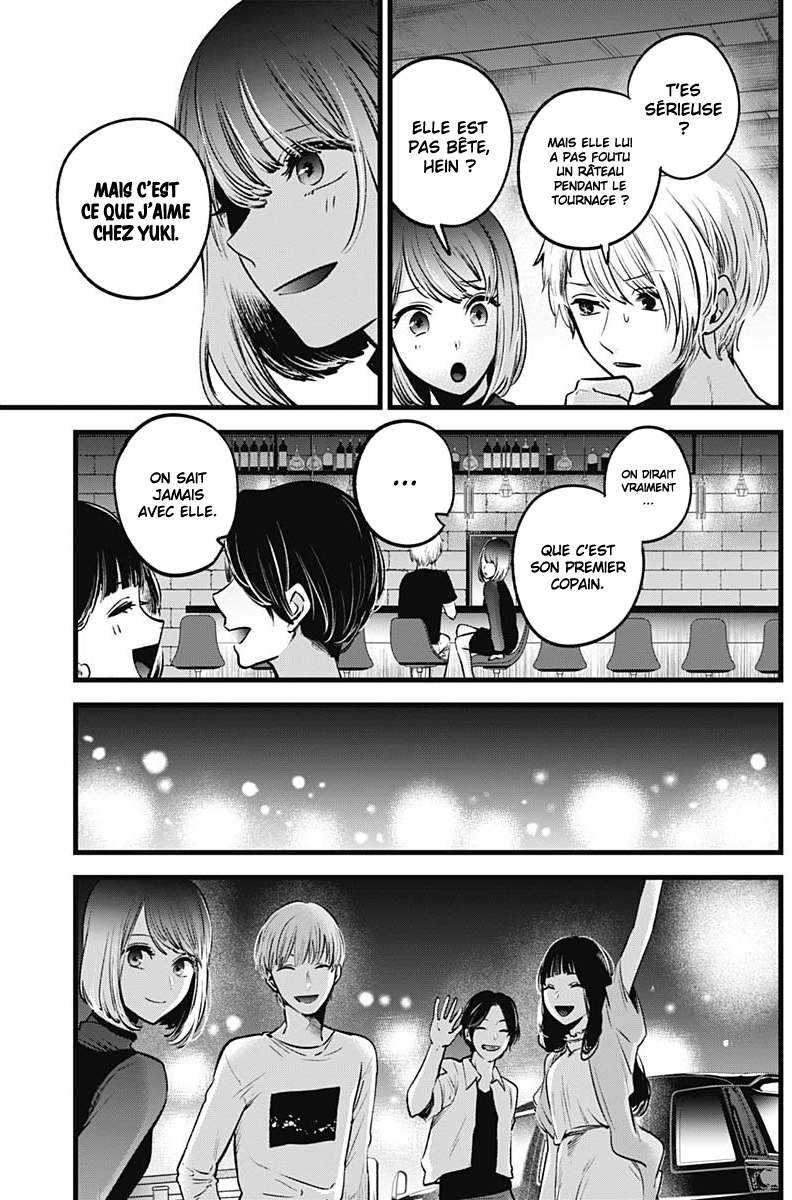 T'ES
SÉRIEUSE
?
MAIS ELLE LUI
A PAS FOUTU
UN RÂTEAU
PENDANT LE
TOURNAGE ?
ELLE EST
PAS BÊTE,
HEIN ?
MAIS C'EST
CE QUE J'AIME
CHEZ YUKI.
ON DIRAIT
VRAIMENT
...
QUE C'EST
SON PREMIER
COPAIN.
...
ON SAIT
JAMAIS
AVEC ELLE.